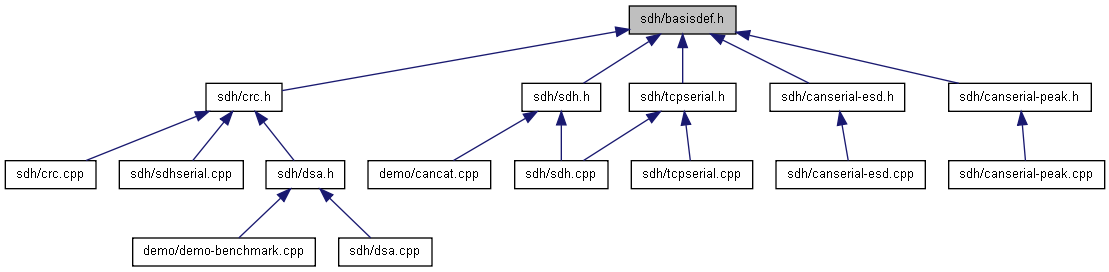 sdh/basisdef.h
sdh/crc.h
sdh/sdh.h
sdh/tcpserial.h
sdh/canserial-esd.h
sdh/canserial-peak.h
sdh/crc.cpp
sdh/sdhserial.cpp
sdh/dsa.h
demo/cancat.cpp
sdh/sdh.cpp
sdh/tcpserial.cpp
sdh/canserial-esd.cpp
sdh/canserial-peak.cpp
demo/demo-benchmark.cpp
sdh/dsa.cpp